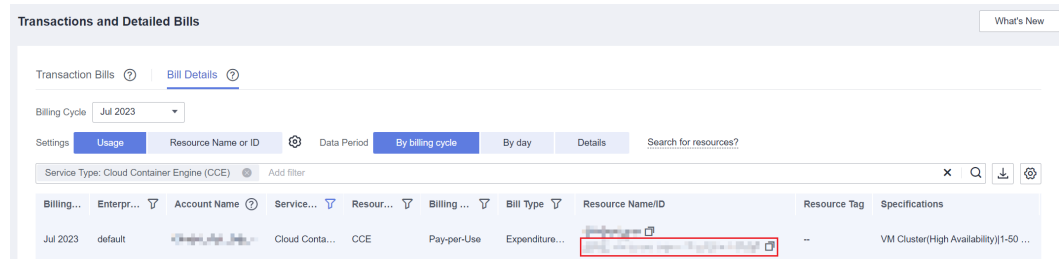 Transactions and Detailed Bills
What's New
Transaction Bills ? Bill Details ?
Billing Cycle Jul 2023
Settings Usage Resource Name or ID Data Period By billing cycle By day Details Search for resources?
Service Type: Cloud Container Engine (CCE) Add filter
Billing... Enterpr... Account Name ? Service... Resour... Billing ... Bill Type Resource Name/ID Resource Tag Specifications
Jul 2023 default Cloud Conta... CCE Pay-per-Use Expenditure... -- VM Cluster(High Availability)|1-50 ...